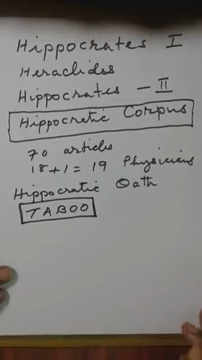 Hippocrates I
Heraclides
Hippocrates - II
Hippocratic Corpus
70 articles
18+1 = 19 Physicians
Hippocratic Oath
TABOO